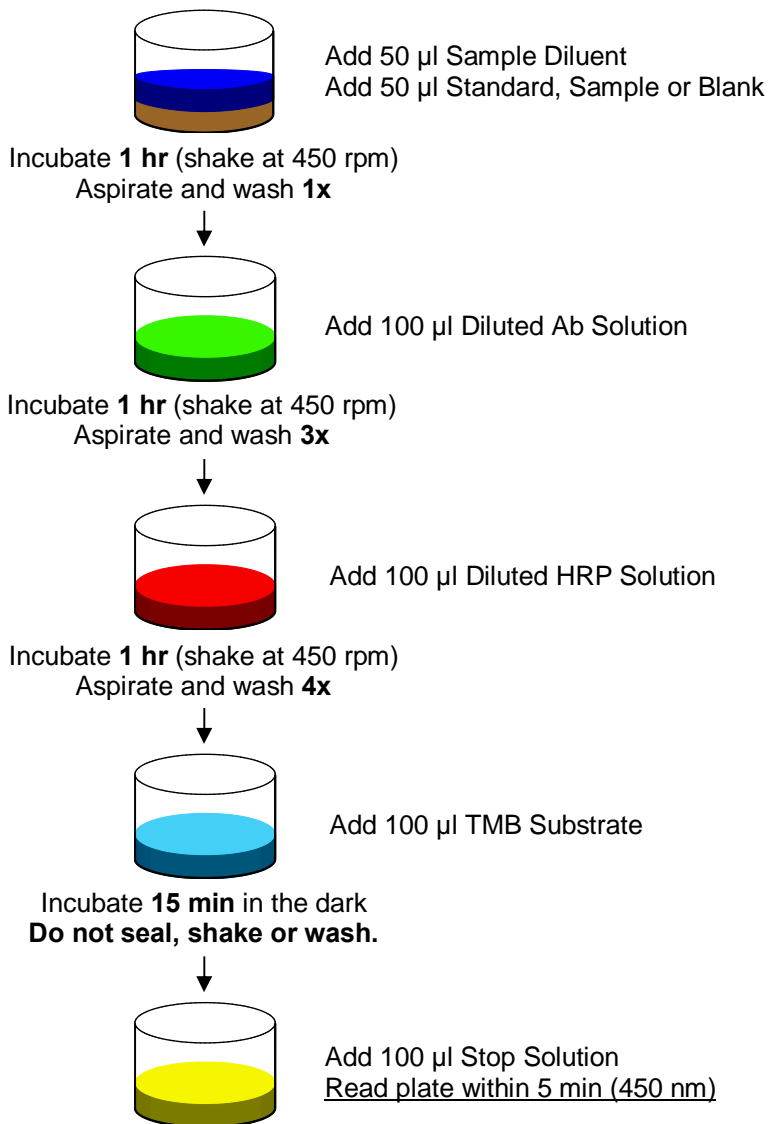 Add 50 µl Sample Diluent
Add 50 µl Standard, Sample or Blank
Incubate 1 hr (shake at 450 rpm)
Aspirate and wash 1x
Add 100 µl Diluted Ab Solution
Incubate 1 hr (shake at 450 rpm)
Aspirate and wash 3x
Add 100 µl Diluted HRP Solution
Incubate 1 hr (shake at 450 rpm)
Aspirate and wash 4x
Add 100 µl TMB Substrate
Incubate 15 min in the dark
Do not seal, shake or wash.
Add 100 µl Stop Solution
Read plate within 5 min (450 nm)